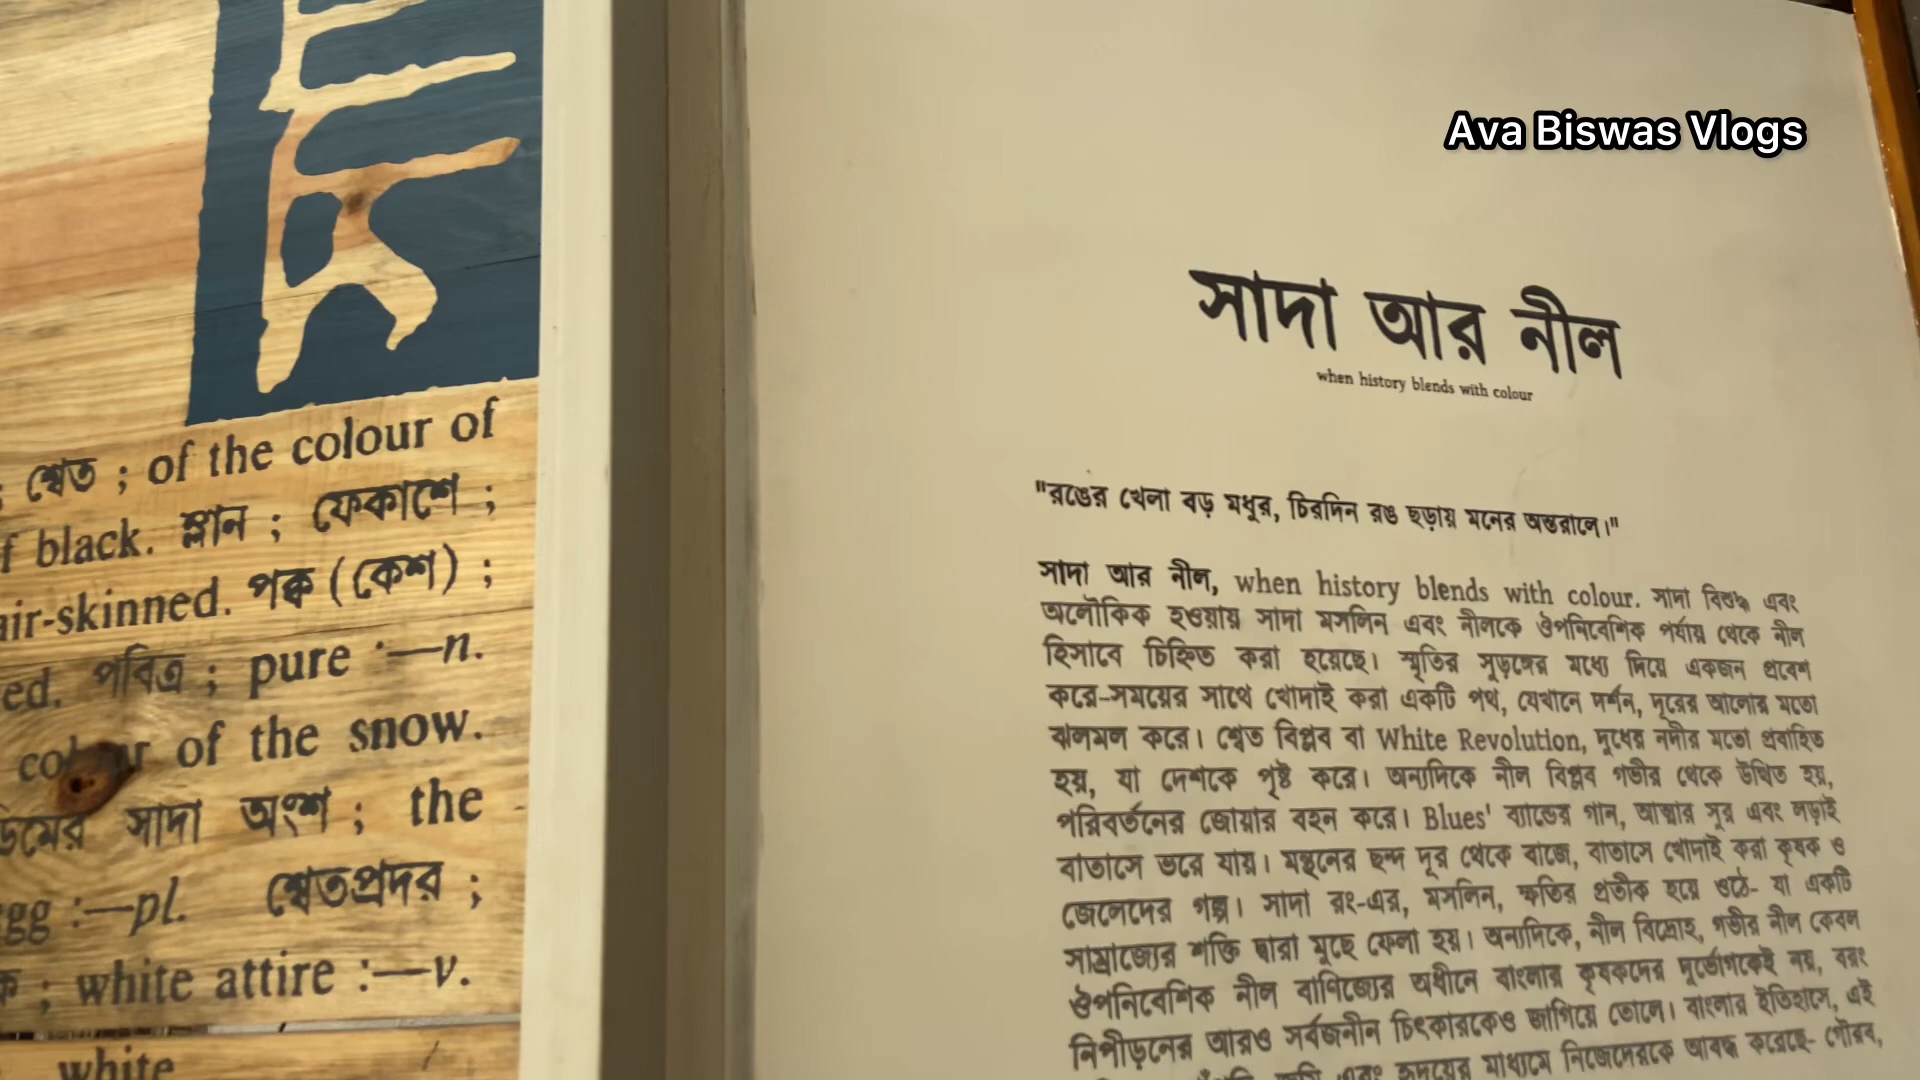 Ava Biswas Vlogs
; শ্বেত ; of the colour of
f black. ম্লান ; ফেকাশে ;
air-skinned. পক্ব (কেশ) ;
ed. পবিত্র ; pure :—n.
colour of the snow.
ডিমের সাদা অংশ ; the
gg :—pl. শ্বেতপ্রদর ;
ক ; white attire :—v.
white
সাদা আর নীল
when history blends with colour
"রঙের খেলা বড় মধুর, চিরদিন রঙ ছড়ায় মনের অন্তরালে।"
সাদা আর নীল, when history blends with colour. সাদা বিশুদ্ধ এবং
অলৌকিক হওয়ায় সাদা মসলিন এবং নীলকে ঔপনিবেশিক পর্যায় থেকে নীল
হিসাবে চিহ্নিত করা হয়েছে। স্মৃতির সুড়ঙ্গের মধ্যে দিয়ে একজন প্রবেশ
করে-সময়ের সাথে খোদাই করা একটি পথ, যেখানে দর্শন, দূরের আলোর মতো
ঝলমল করে। শ্বেত বিপ্লব বা White Revolution, দুধের নদীর মতো প্রবাহিত
হয়, যা দেশকে পুষ্ট করে। অন্যদিকে নীল বিপ্লব গভীর থেকে উত্থিত হয়,
পরিবর্তনের জোয়ার বহন করে। Blues' ব্যান্ডের গান, আত্মার সুর এবং লড়াই
বাতাসে ভরে যায়। মন্থনের ছন্দ দূর থেকে বাজে, বাতাসে খোদাই করা কৃষক ও
জেলেদের গল্প। সাদা রং-এর, মসলিন, ক্ষতির প্রতীক হয়ে ওঠে- যা একটি
সাম্রাজ্যের শক্তি দ্বারা মুছে ফেলা হয়। অন্যদিকে, নীল বিদ্রোহ, গভীর নীল কেবল
ঔপনিবেশিক নীল বাণিজ্যের অধীনে বাংলার কৃষকদের দুর্ভোগকেই নয়, বরং
নিপীড়নের আরও সর্বজনীন চিৎকারকেও জাগিয়ে তোলে। বাংলার ইতিহাসে, এই
এবং হৃদয়ের মাধ্যমে নিজেদেরকে আবদ্ধ করেছে- গৌরব,